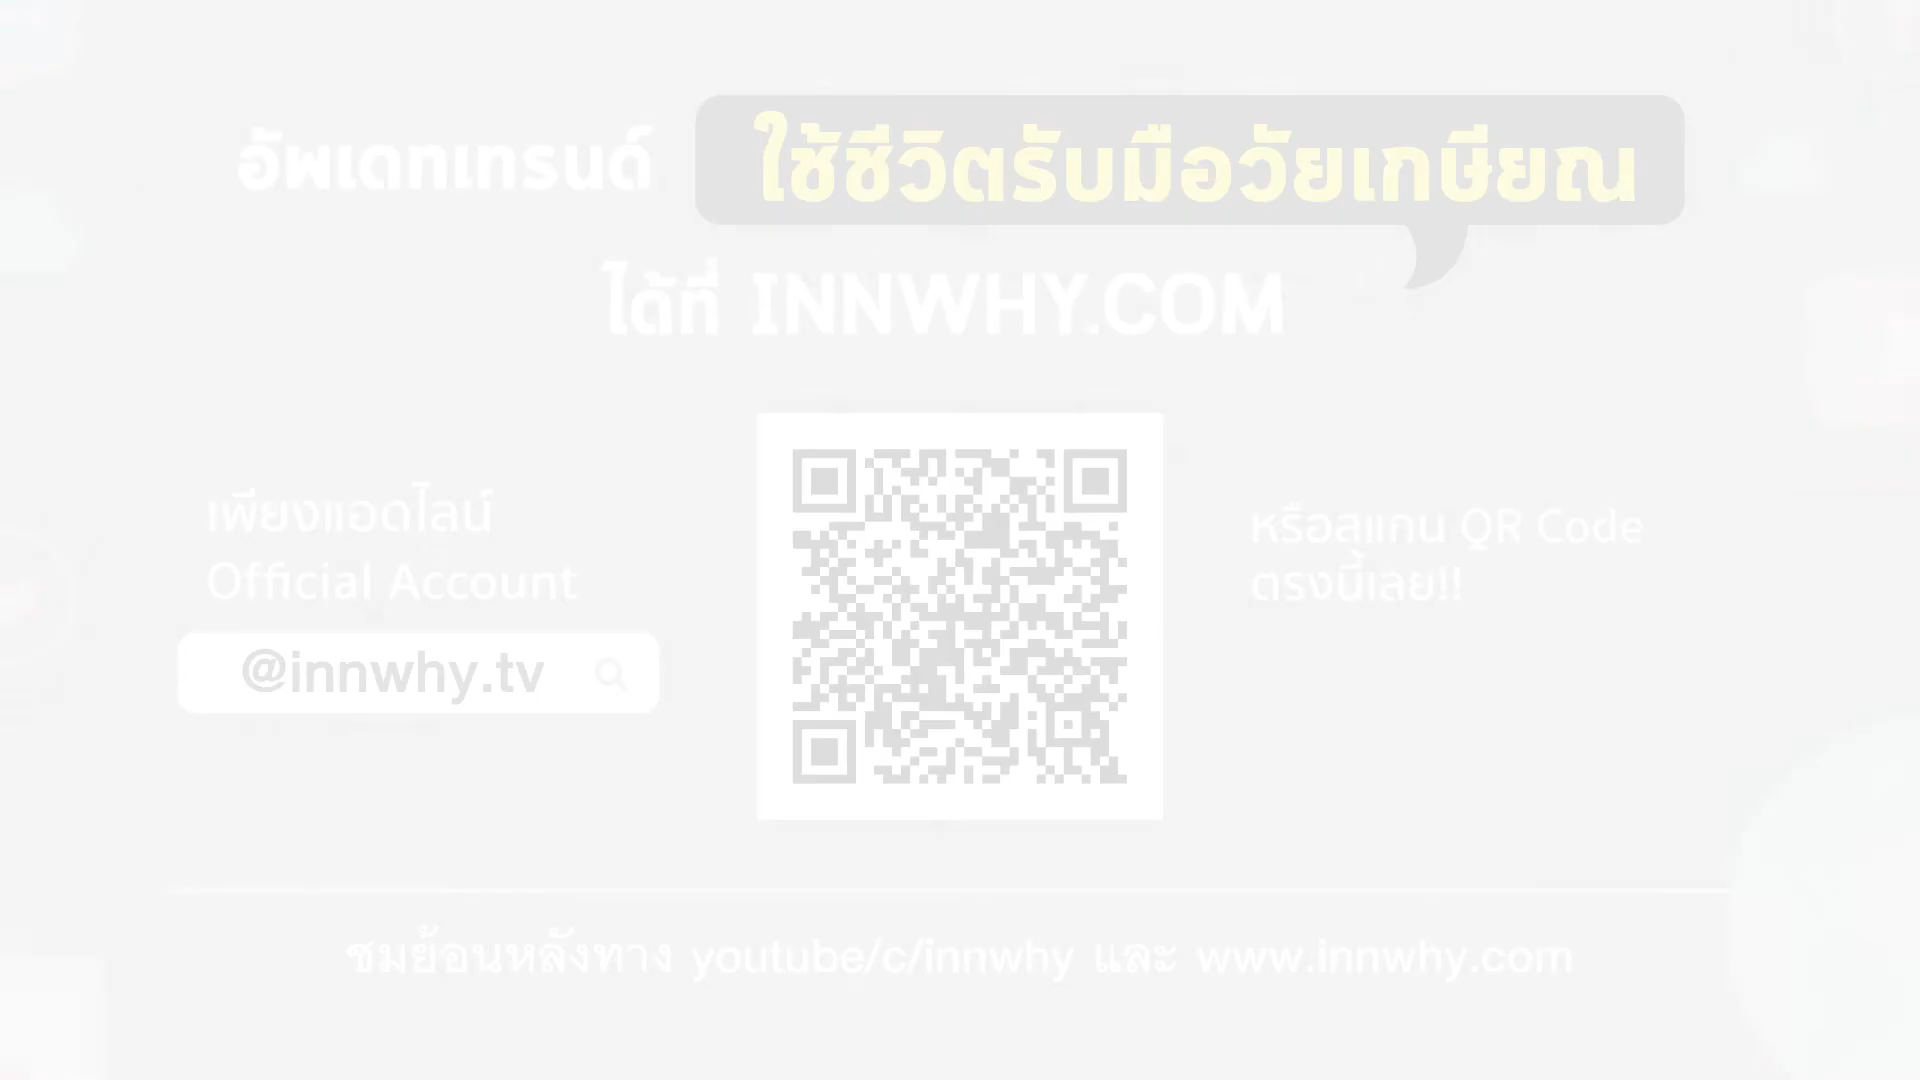 อัพเดทเทรนด์ ใช้ชีวิตรับมือวัยเกษียณ
ได้ที่ INNWHY.COM
เพียงแอดไลน์
Official Account
@innwhy.tv
หรือสแกน QR Code
ตรงนี้เลย!!
ชมย้อนหลังทาง youtube/c/innwhy และ www.innwhy.com